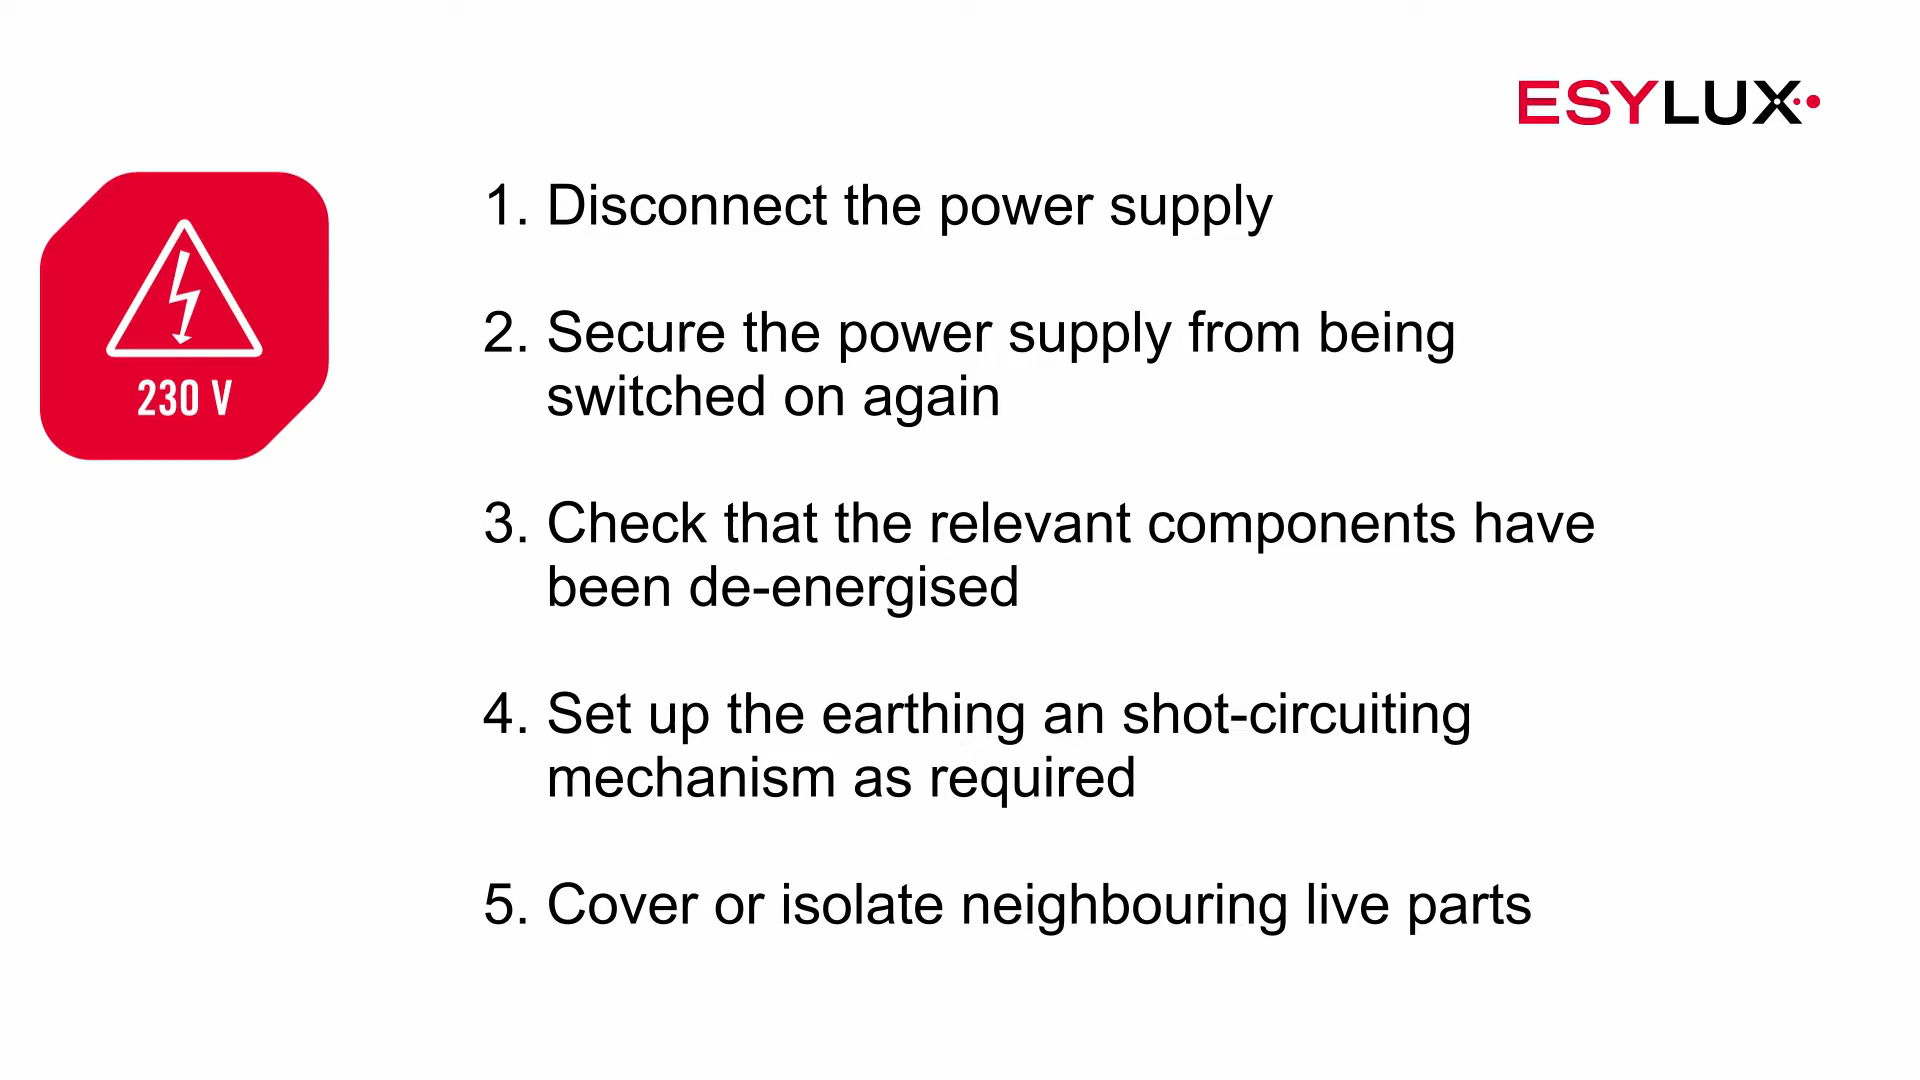 ESYLUX
230 V
1. Disconnect the power supply
2. Secure the power supply from being
switched on again
3. Check that the relevant components have
been de-energised
4. Set up the earthing an shot-circuiting
mechanism as required
5. Cover or isolate neighbouring live parts